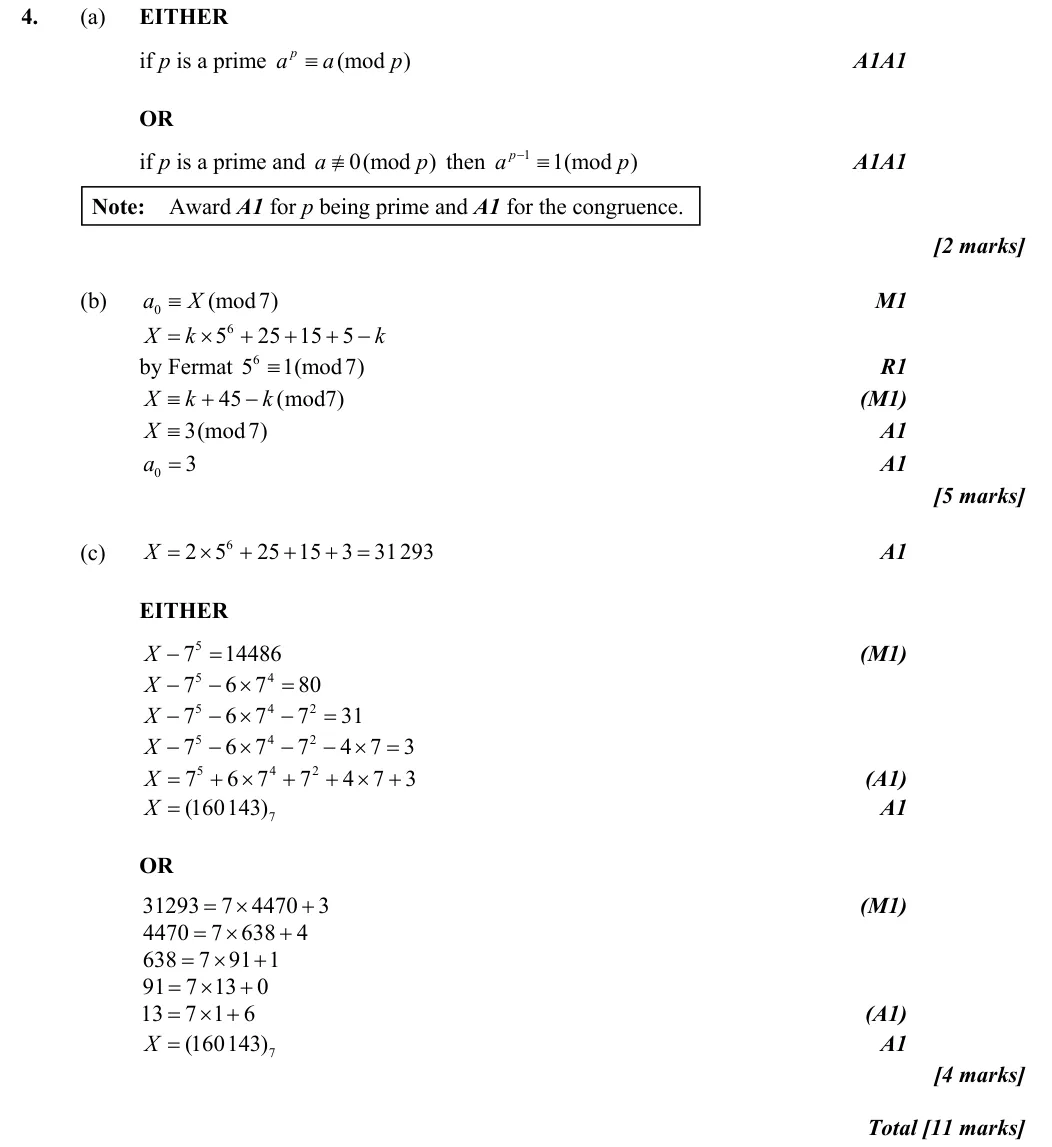 4. (a) EITHER
if p is a prime a^p ≡ a (mod p) A1A1
OR
if p is a prime and a ≢ 0 (mod p) then a^(p−1) ≡ 1 (mod p) A1A1
Note: Award A1 for p being prime and A1 for the congruence.
[2 marks]
(b) a₀ ≡ X (mod 7) M1
X = k × 5⁶ + 25 + 15 + 5 − k
by Fermat 5⁶ ≡ 1 (mod 7) R1
X ≡ k + 45 − k (mod7) (M1)
X ≡ 3 (mod 7) A1
a₀ = 3 A1
[5 marks]
(c) X = 2 × 5⁶ + 25 + 15 + 3 = 31 293 A1
EITHER
X − 7⁵ = 14486 (M1)
X − 7⁵ − 6 × 7⁴ = 80
X − 7⁵ − 6 × 7⁴ − 7² = 31
X − 7⁵ − 6 × 7⁴ − 7² − 4 × 7 = 3
X = 7⁵ + 6 × 7⁴ + 7² + 4 × 7 + 3 (A1)
X = (160 143)₇ A1
OR
31293 = 7 × 4470 + 3 (M1)
4470 = 7 × 638 + 4
638 = 7 × 91 + 1
91 = 7 × 13 + 0
13 = 7 × 1 + 6 (A1)
X = (160 143)₇ A1
[4 marks]
Total [11 marks]